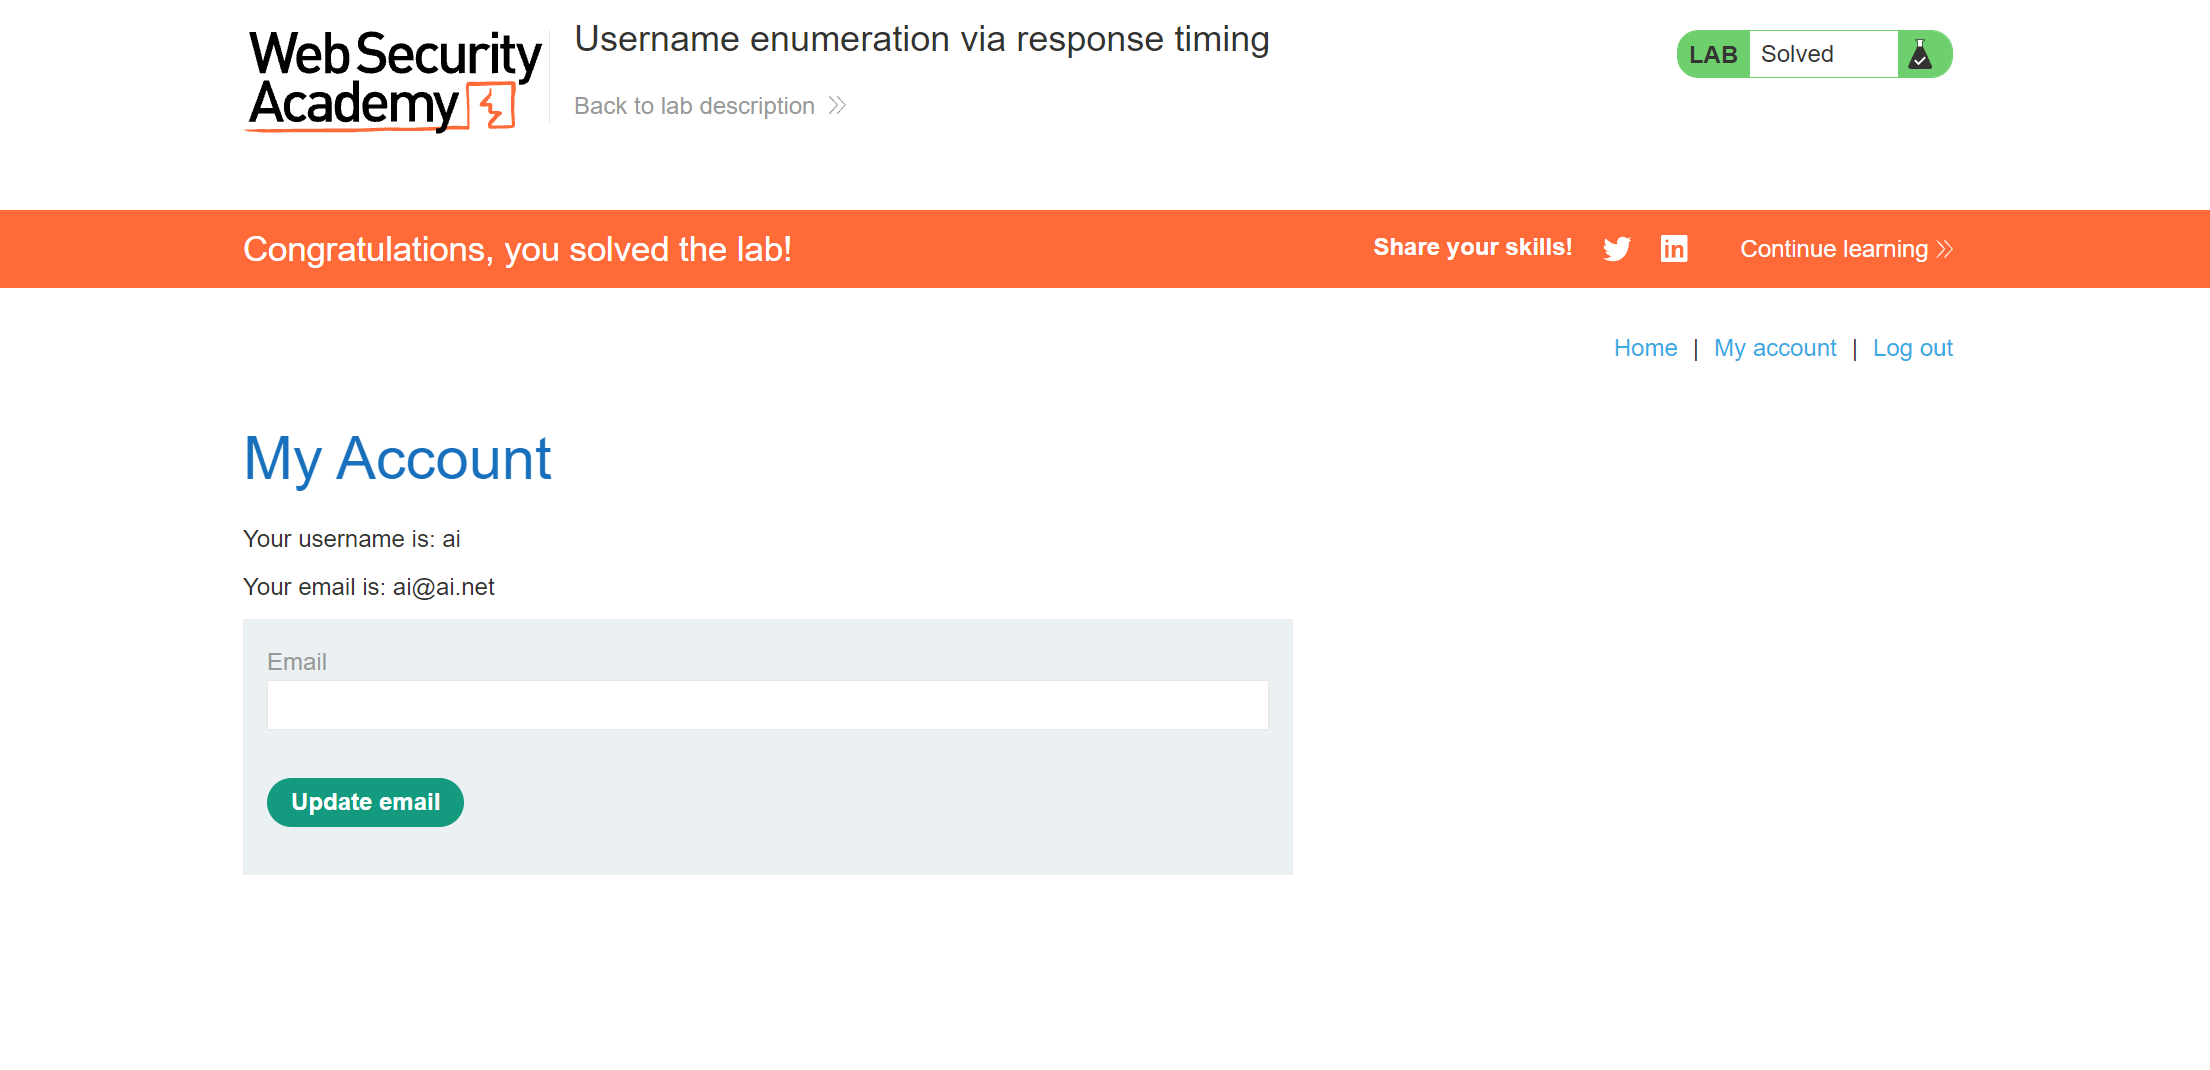 Web Security
Academy
Username enumeration via response timing
Back to lab description
LAB Solved
Congratulations, you solved the lab!
Share your skills!
in
Continue learning
Home | My account | Log out
My Account
Your username is: ai
Your email is: ai@ai.net
Email
Update email